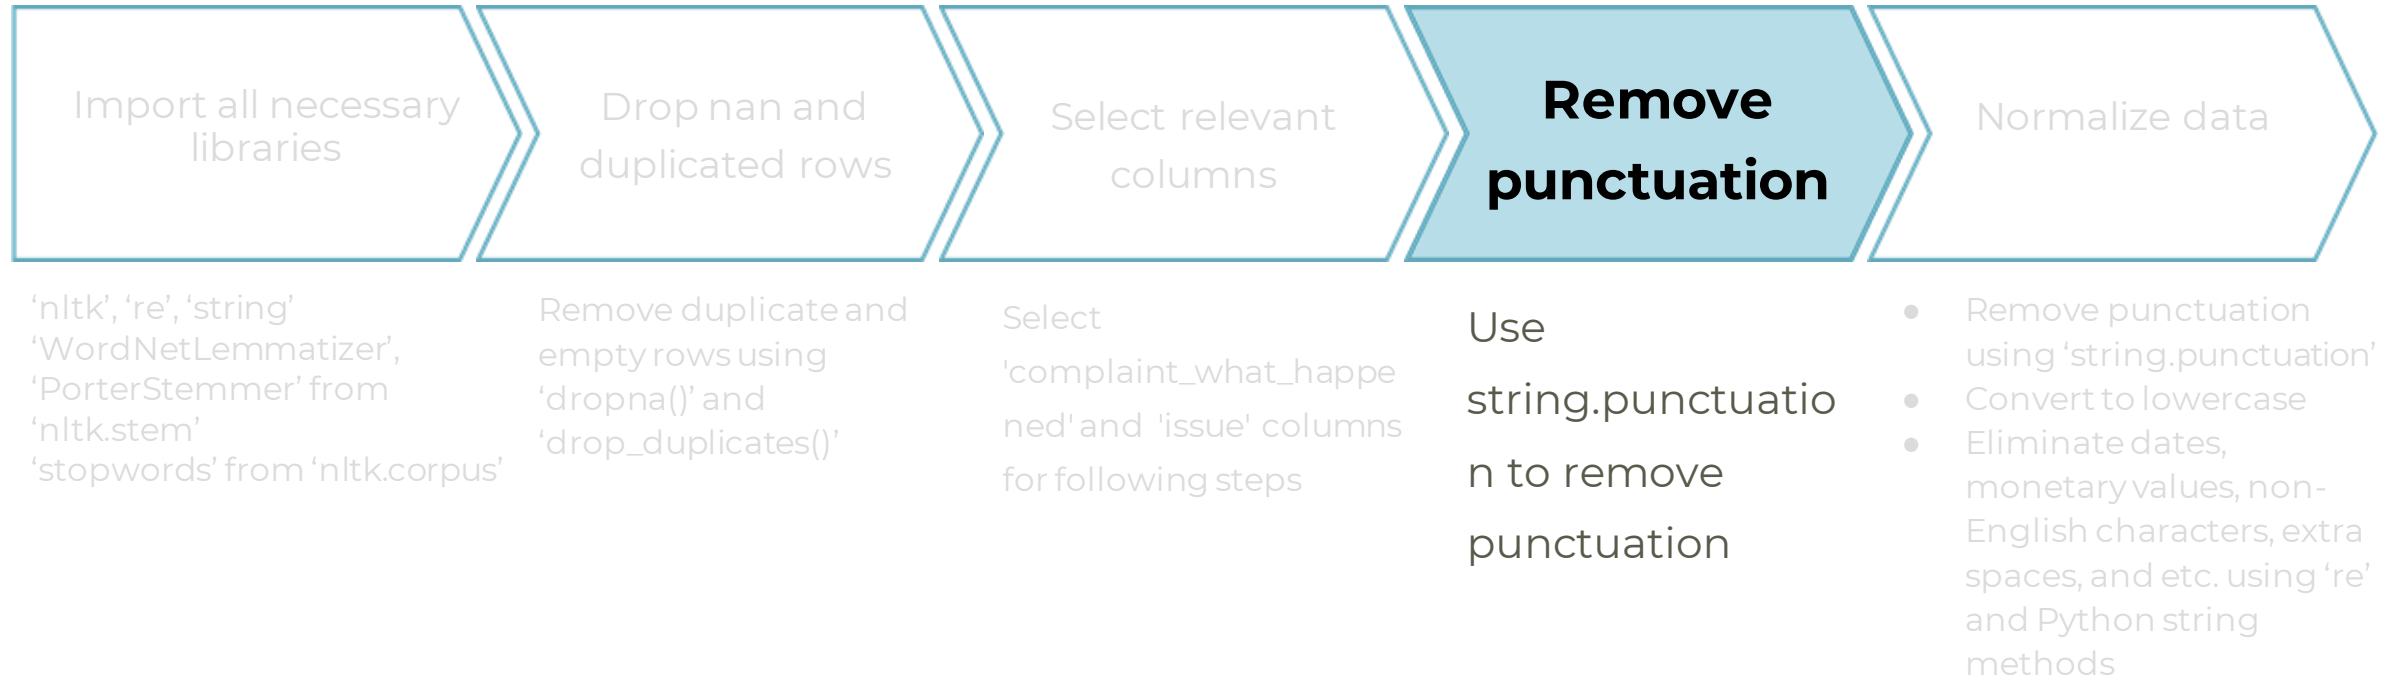 Import all necessary
libraries
Drop nan and
duplicated rows
Select relevant
columns
Remove
punctuation
Normalize data
‘nltk’, ‘re’, ‘string’
‘WordNetLemmatizer’,
‘PorterStemmer’ from
‘nltk.stem’
‘stopwords’ from ‘nltk.corpus’
Remove duplicate and
empty rows using
‘dropna()’ and
‘drop_duplicates()’
Select
'complaint_what_happe
ned' and 'issue' columns
for following steps
Use
string.punctuatio
n to remove
punctuation
● Remove punctuation
using ‘string.punctuation’
● Convert to lowercase
● Eliminate dates,
monetary values, non-
English characters, extra
spaces, and etc. using ‘re’
and Python string
methods